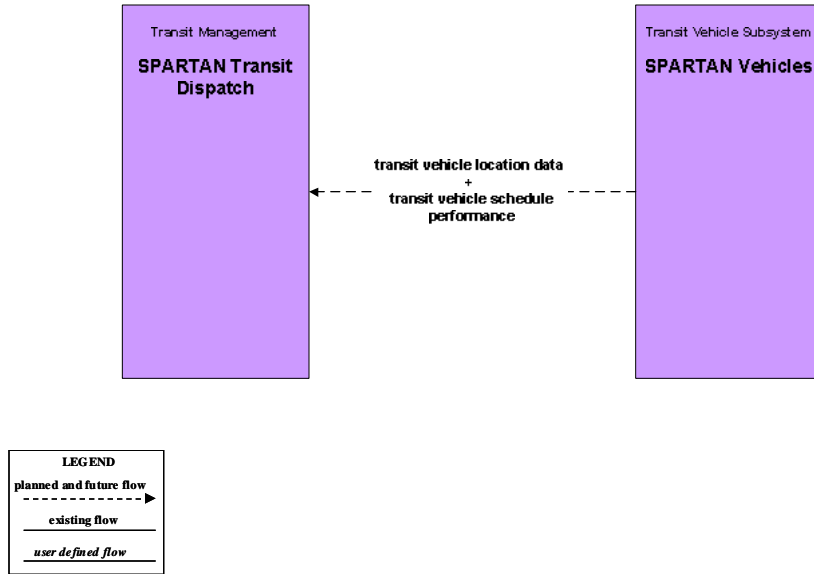 Transit Management
SPARTAN Transit
Dispatch
Transit Vehicle Subsystem
SPARTAN Vehicles
transit vehicle location data
+
transit vehicle schedule
performance
LEGEND
planned and future flow
existing flow
user defined flow